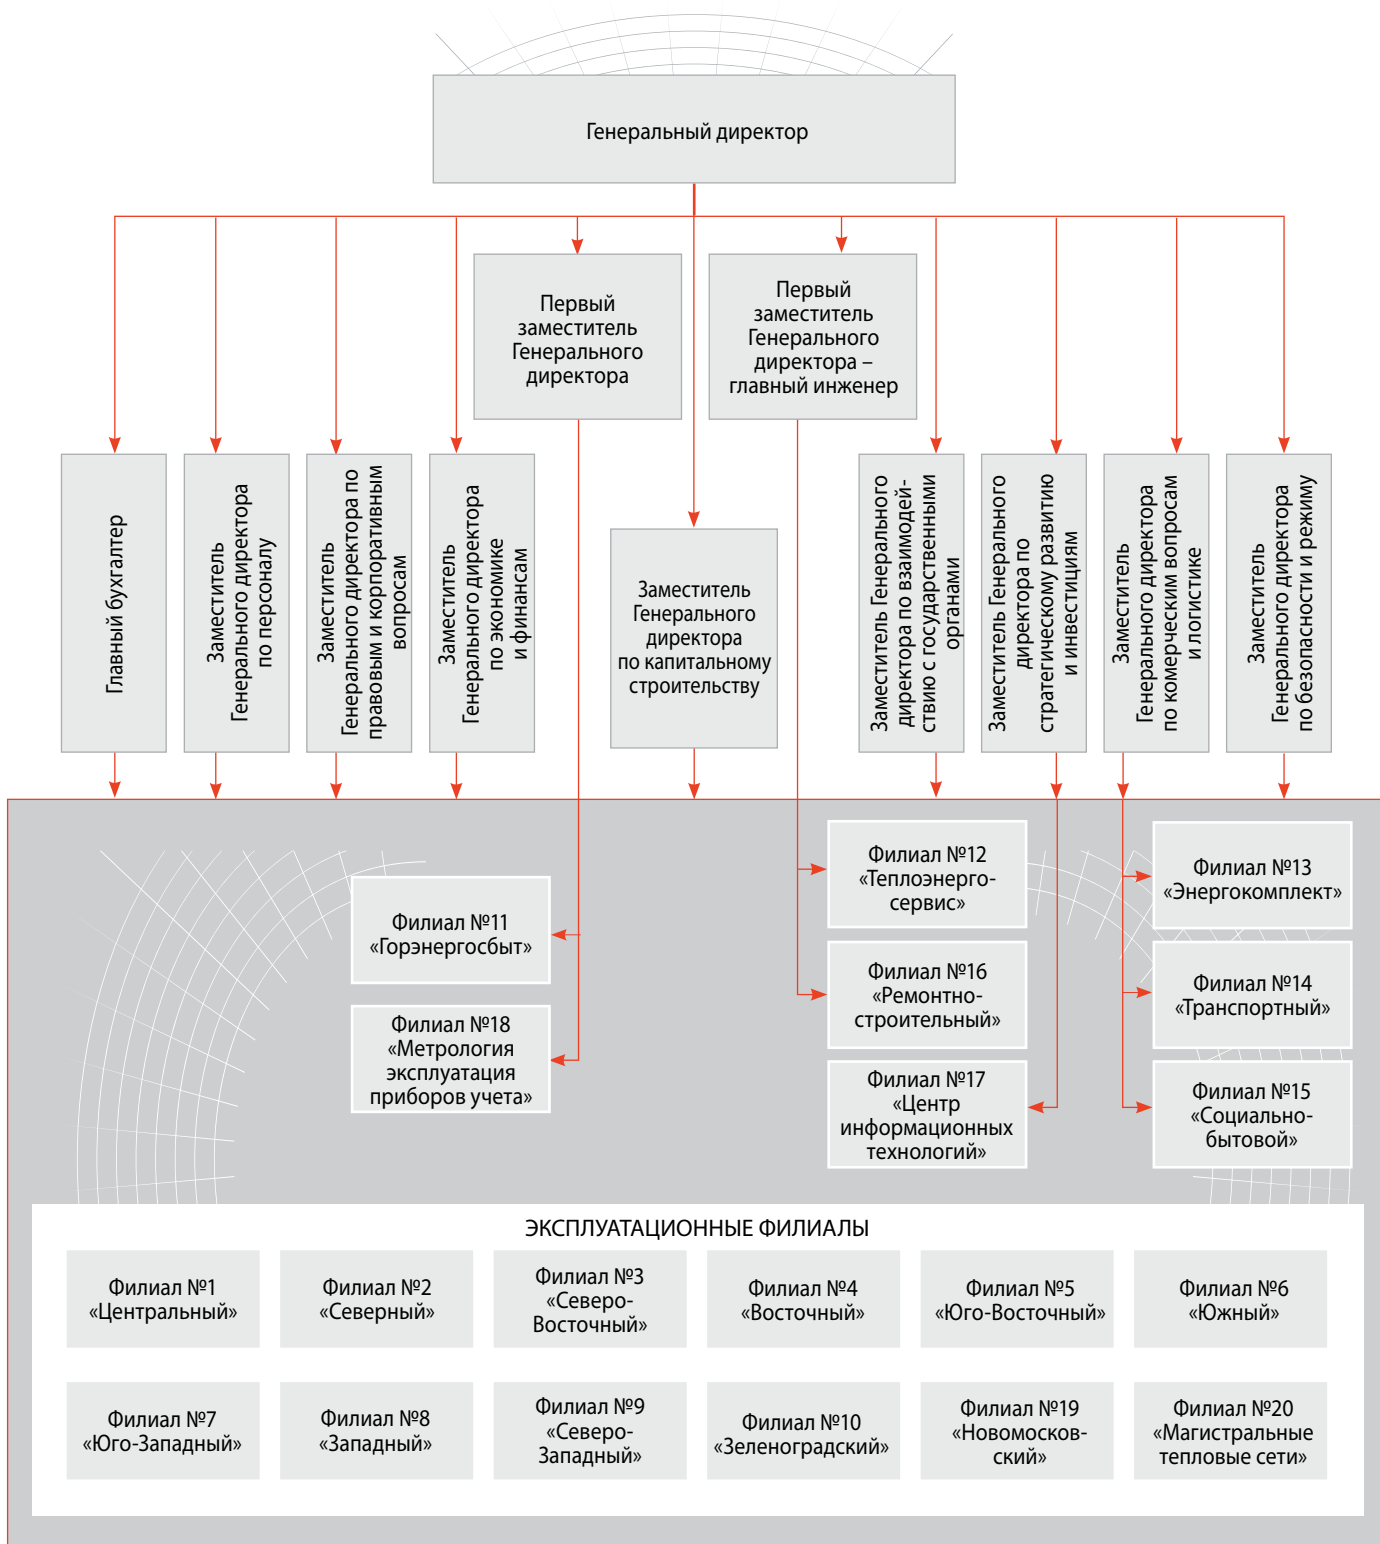 Генеральный директор
Первый
заместитель
Генерального
директора
Первый
заместитель
Генерального
директора –
главный инженер
Главный бухгалтер
Заместитель
Генерального директора
по персоналу
Заместитель
Генерального директора по
правовым и корпоративным
вопросам
Заместитель
Генерального директора
по экономике
и финансам
Заместитель
Генерального
директора
по капитальному
строительству
Заместитель Генерального
директора по взаимодей-
ствию с государственными
органами
Заместитель Генерального
директора по
стратегическому развитию
и инвестициям
Заместитель
Генерального директора
по комерческим вопросам
и логистике
Заместитель
Генерального директора
по безопасности и режиму
Филиал №11
«Горэнергосбыт»
Филиал №18
«Метрология
эксплуатация
приборов учета»
Филиал №12
«Теплоэнерго-
сервис»
Филиал №16
«Ремонтно-
строительный»
Филиал №17
«Центр
информационных
технологий»
Филиал №13
«Энергокомплект»
Филиал №14
«Транспортный»
Филиал №15
«Социально-
бытовой»
ЭКСПЛУАТАЦИОННЫЕ ФИЛИАЛЫ
Филиал №1
«Центральный»
Филиал №2
«Северный»
Филиал №3
«Северо-
Восточный»
Филиал №4
«Восточный»
Филиал №5
«Юго-Восточный»
Филиал №6
«Южный»
Филиал №7
«Юго-Западный»
Филиал №8
«Западный»
Филиал №9
«Северо-
Западный»
Филиал №10
«Зеленоградский»
Филиал №19
«Новомосков-
ский»
Филиал №20
«Магистральные
тепловые сети»